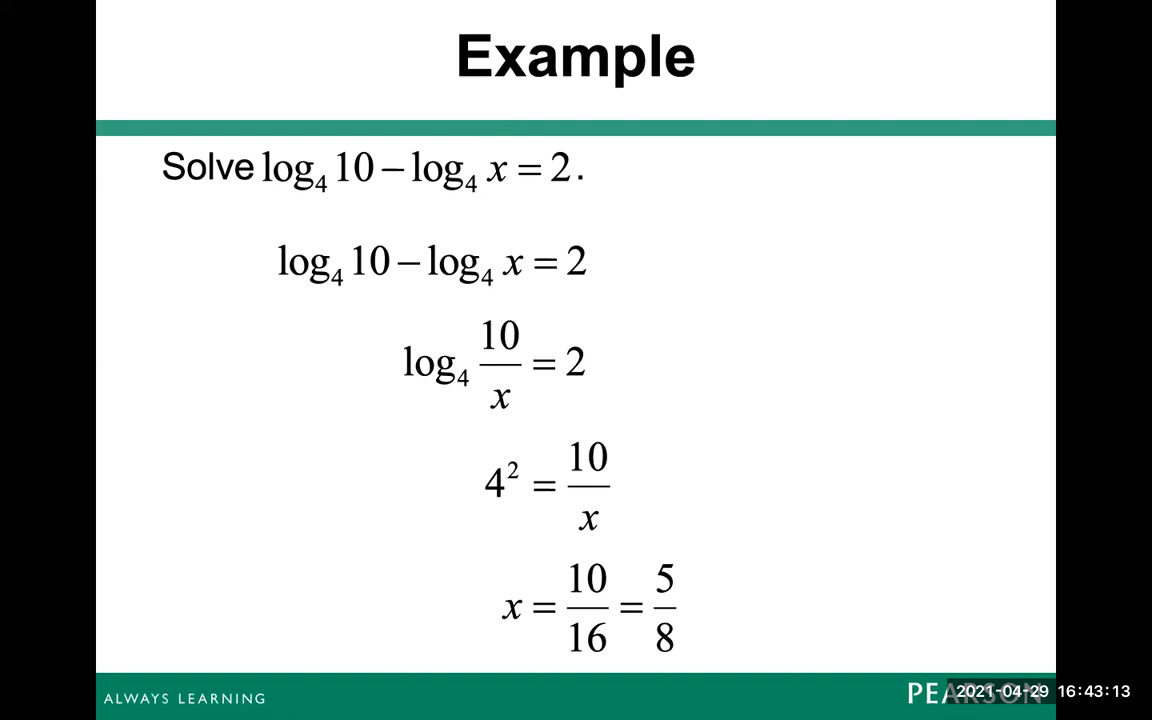 Example
Solve log₄ 10 − log₄ x = 2.
log₄ 10 − log₄ x = 2
log₄ 10/x = 2
4² = 10/x
x = 10/16 = 5/8
ALWAYS LEARNING
PEARSON
2021-04-29 16:43:13